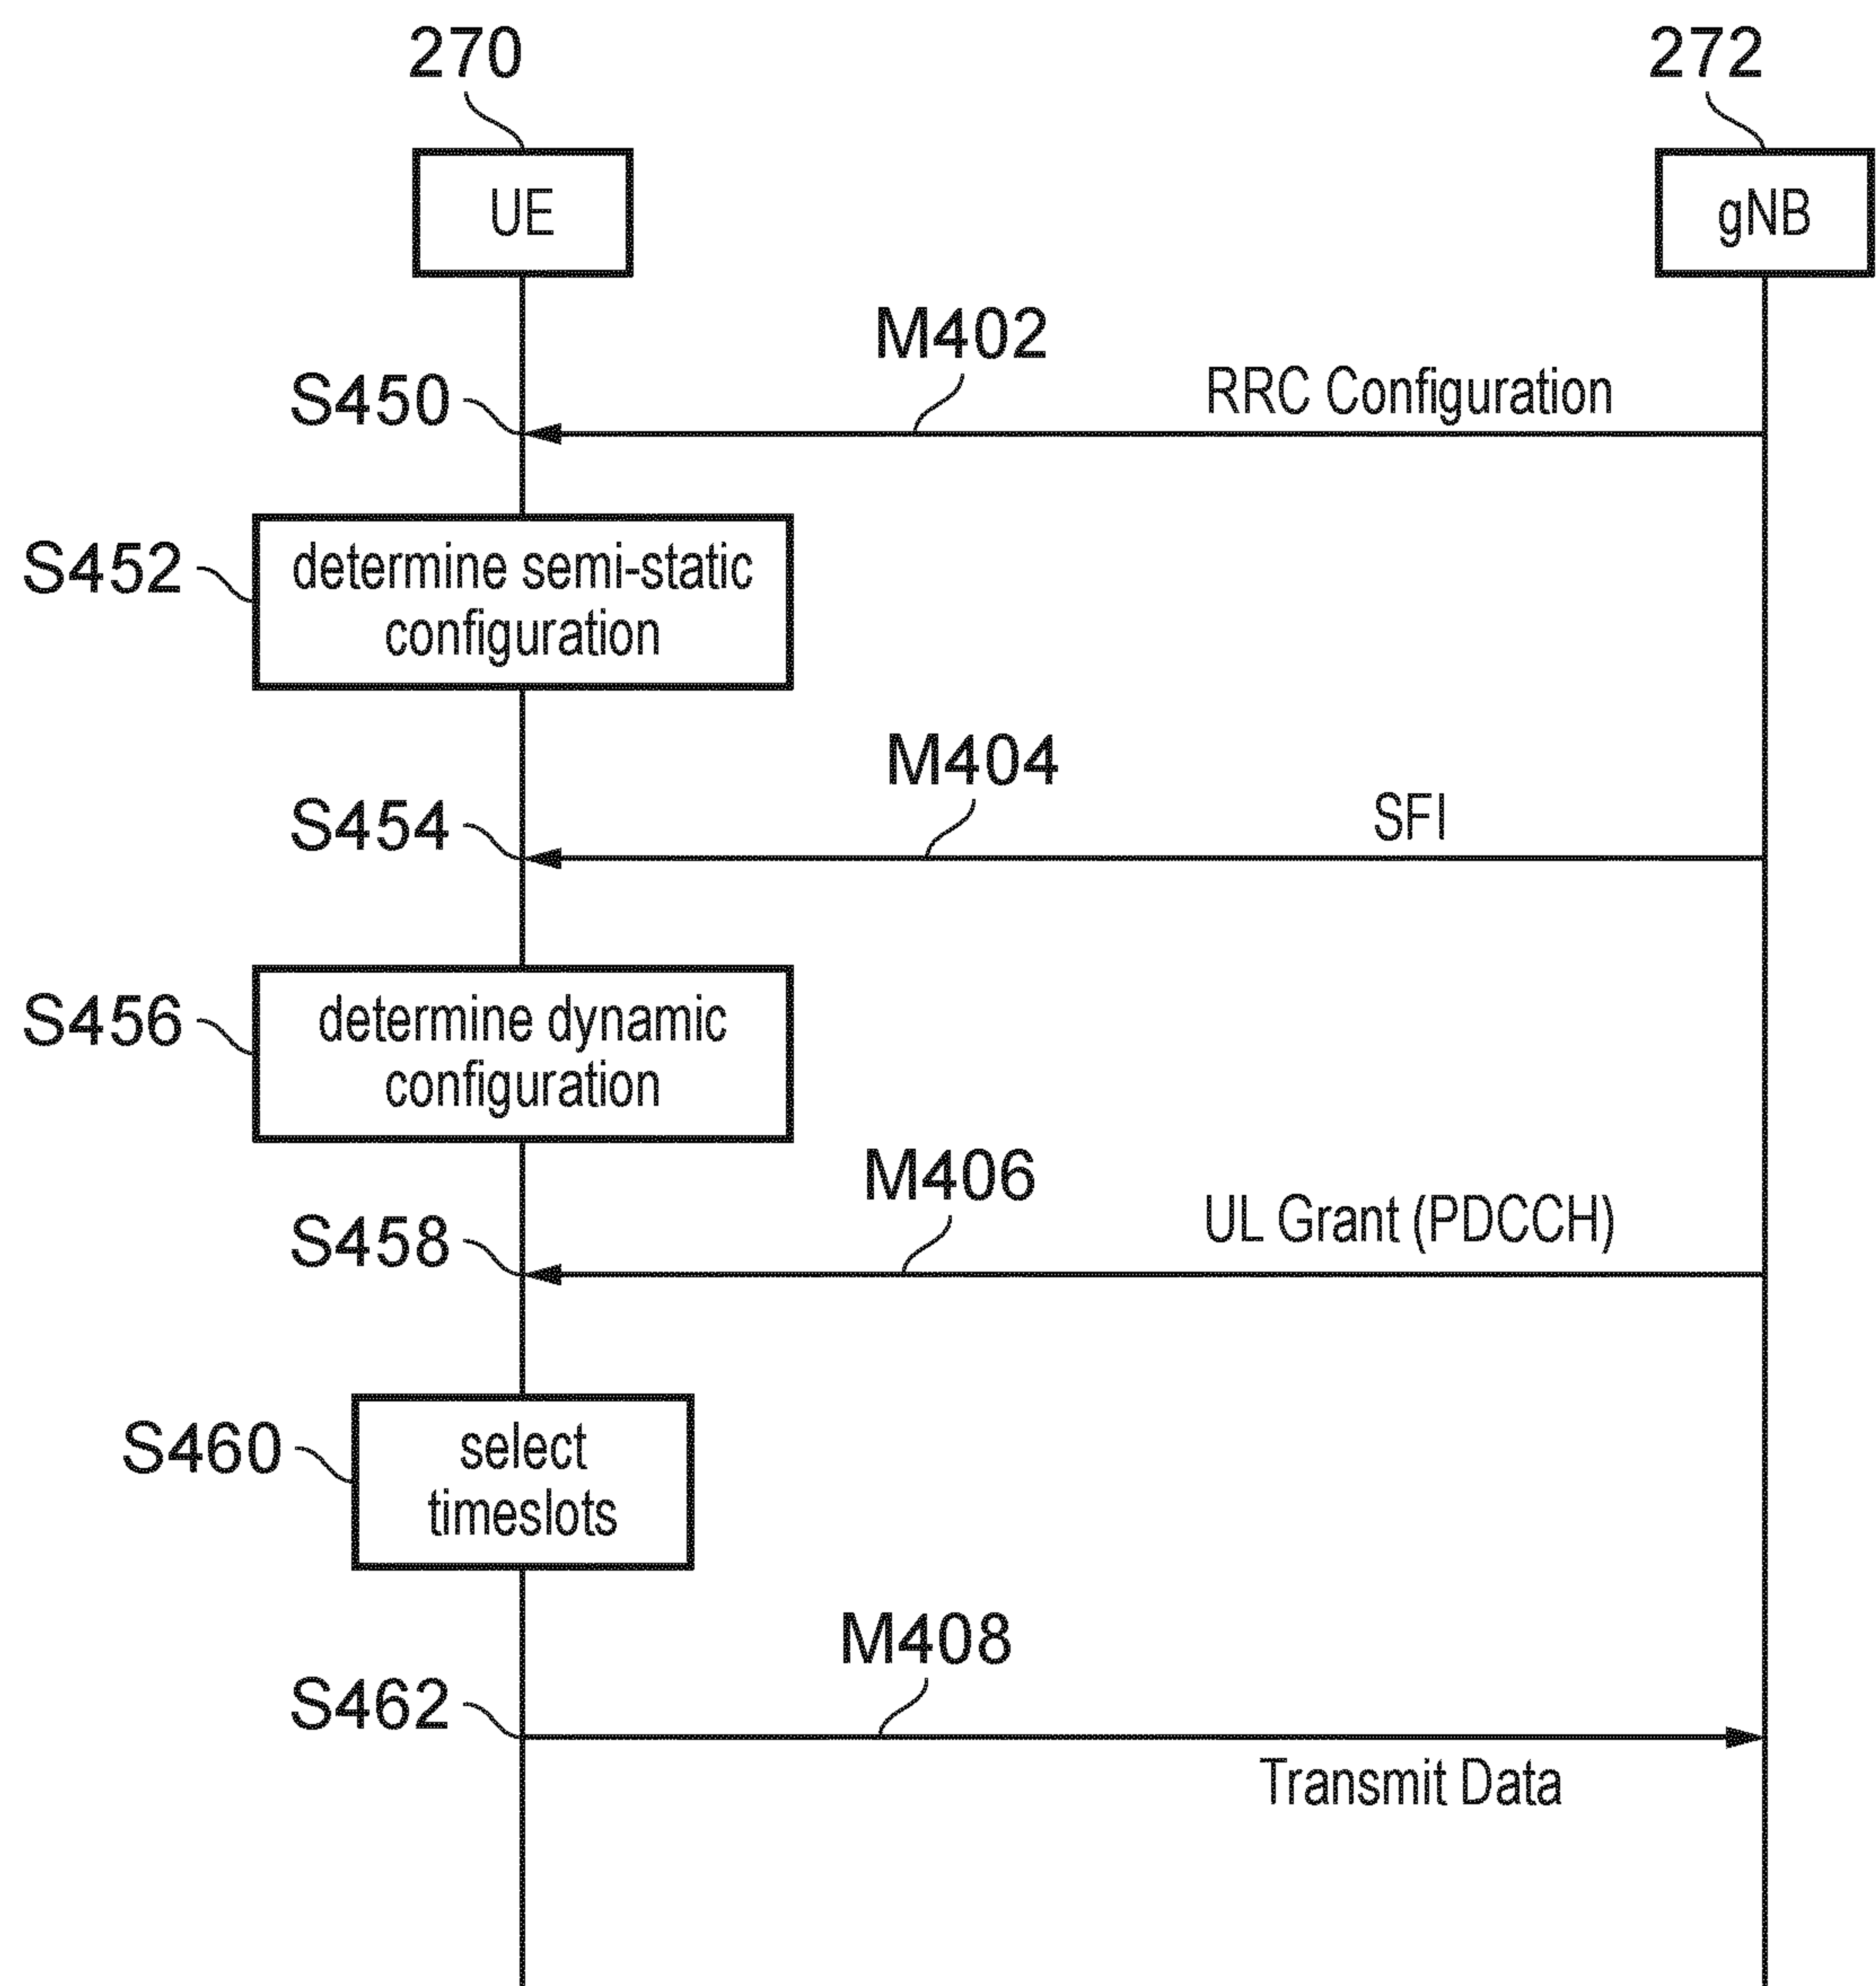 270
272
UE
gNB
M402
S450
RRC Configuration
S452
determine semi-static
configuration
M404
S454
SFI
S456
determine dynamic
configuration
M406
S458
UL Grant (PDCCH)
S460
select
timeslots
M408
S462
Transmit Data